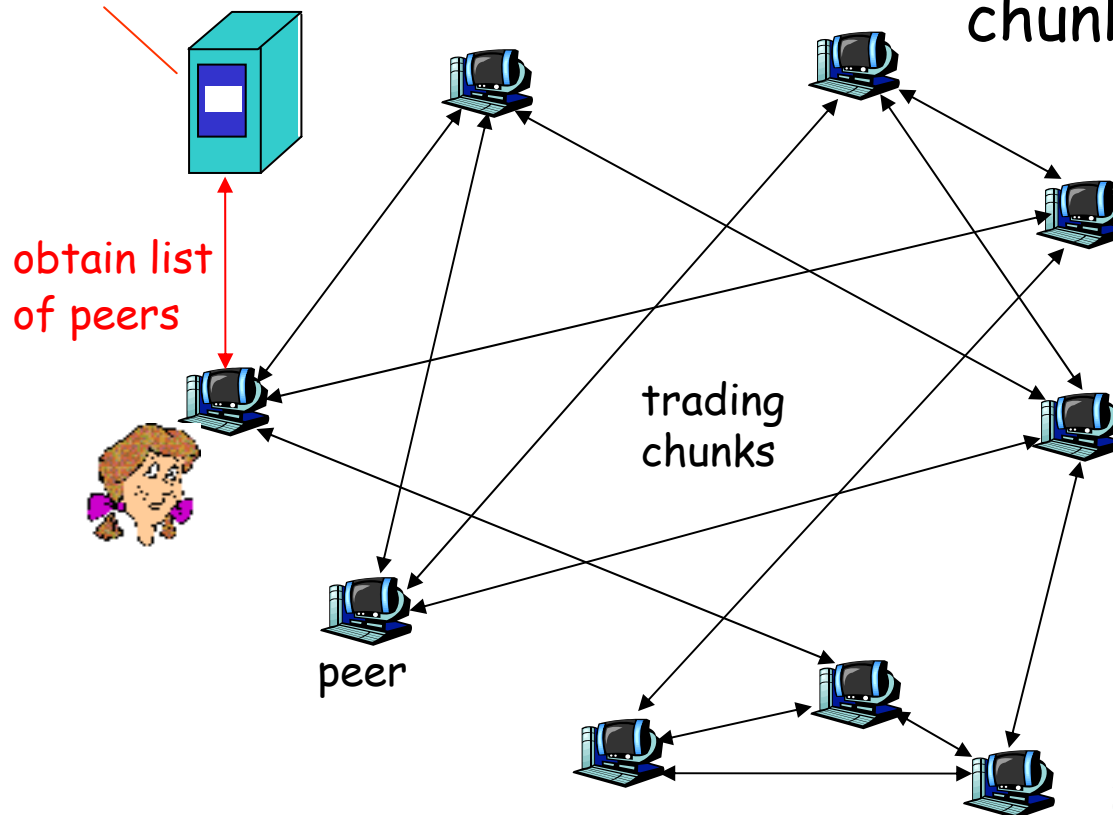 obtain list
of peers
trading
chunks
peer